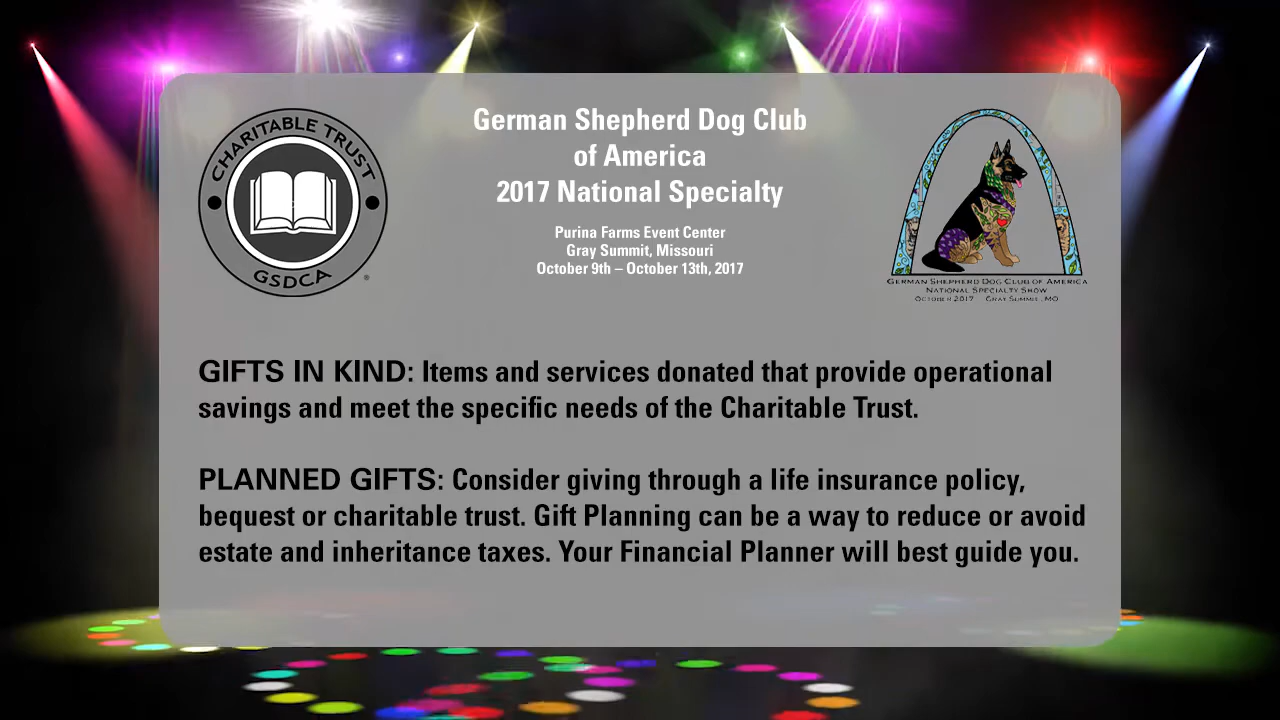 CHARITABLE TRUST
GSDCA
®
German Shepherd Dog Club
of America
2017 National Specialty
Purina Farms Event Center
Gray Summit, Missouri
October 9th – October 13th, 2017
German Shepherd Dog Club of America
National Specialty Show
October 2017 Gray Summit, MO
GIFTS IN KIND: Items and services donated that provide operational
savings and meet the specific needs of the Charitable Trust.
PLANNED GIFTS: Consider giving through a life insurance policy,
bequest or charitable trust. Gift Planning can be a way to reduce or avoid
estate and inheritance taxes. Your Financial Planner will best guide you.